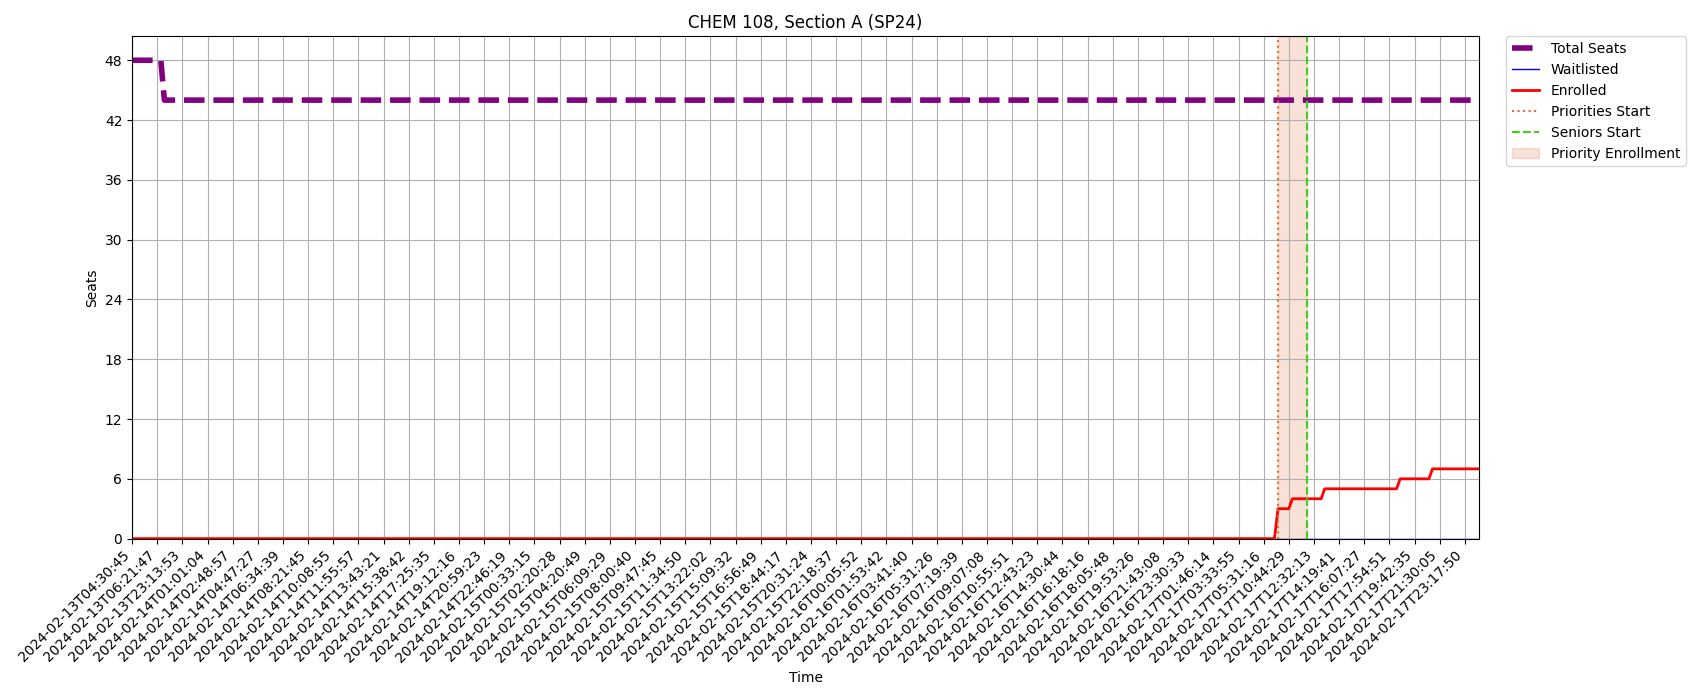 CHEM 108, Section A (SP24)
Total Seats
Waitlisted
Enrolled
Priorities Start
Seniors Start
Priority Enrollment
Seats
48
42
36
30
24
18
12
6
0
2024-02-13T04:30:45
2024-02-13T06:21:47
2024-02-13T23:13:53
2024-02-14T01:01:04
2024-02-14T02:48:57
2024-02-14T04:47:27
2024-02-14T06:34:39
2024-02-14T08:21:45
2024-02-14T10:08:55
2024-02-14T11:55:57
2024-02-14T13:43:21
2024-02-14T15:38:42
2024-02-14T17:25:35
2024-02-14T19:12:16
2024-02-14T20:59:23
2024-02-14T22:46:19
2024-02-15T00:33:15
2024-02-15T02:20:28
2024-02-15T04:20:49
2024-02-15T06:09:29
2024-02-15T08:00:40
2024-02-15T09:47:45
2024-02-15T11:34:50
2024-02-15T13:22:02
2024-02-15T15:09:32
2024-02-15T16:56:49
2024-02-15T18:44:17
2024-02-15T20:31:24
2024-02-15T22:18:37
2024-02-16T00:05:52
2024-02-16T01:53:42
2024-02-16T03:41:40
2024-02-16T05:31:26
2024-02-16T07:19:39
2024-02-16T09:07:08
2024-02-16T10:55:51
2024-02-16T12:43:23
2024-02-16T14:30:44
2024-02-16T16:18:16
2024-02-16T18:05:48
2024-02-16T19:53:26
2024-02-16T21:43:08
2024-02-16T23:30:33
2024-02-17T01:46:14
2024-02-17T03:33:55
2024-02-17T05:31:16
2024-02-17T10:44:29
2024-02-17T12:32:13
2024-02-17T14:19:41
2024-02-17T16:07:27
2024-02-17T17:54:51
2024-02-17T19:42:35
2024-02-17T21:30:05
2024-02-17T23:17:50
Time